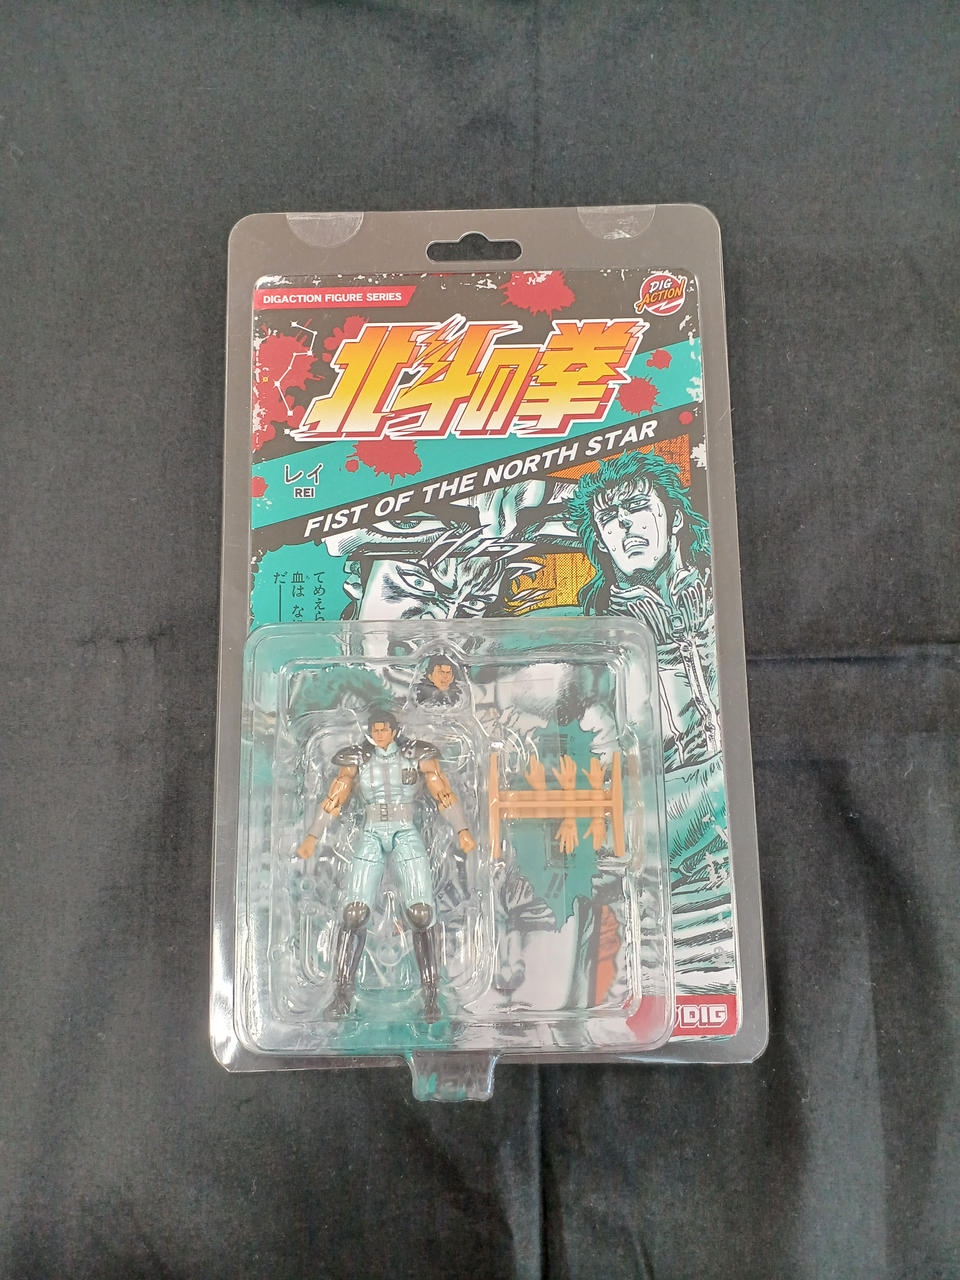 DIGACTION FIGURE SERIES
DIG
ACTION
北斗の拳
FIST OF THE NORTH STAR
レイ
REI
てめえら
血は
だ━
DIG